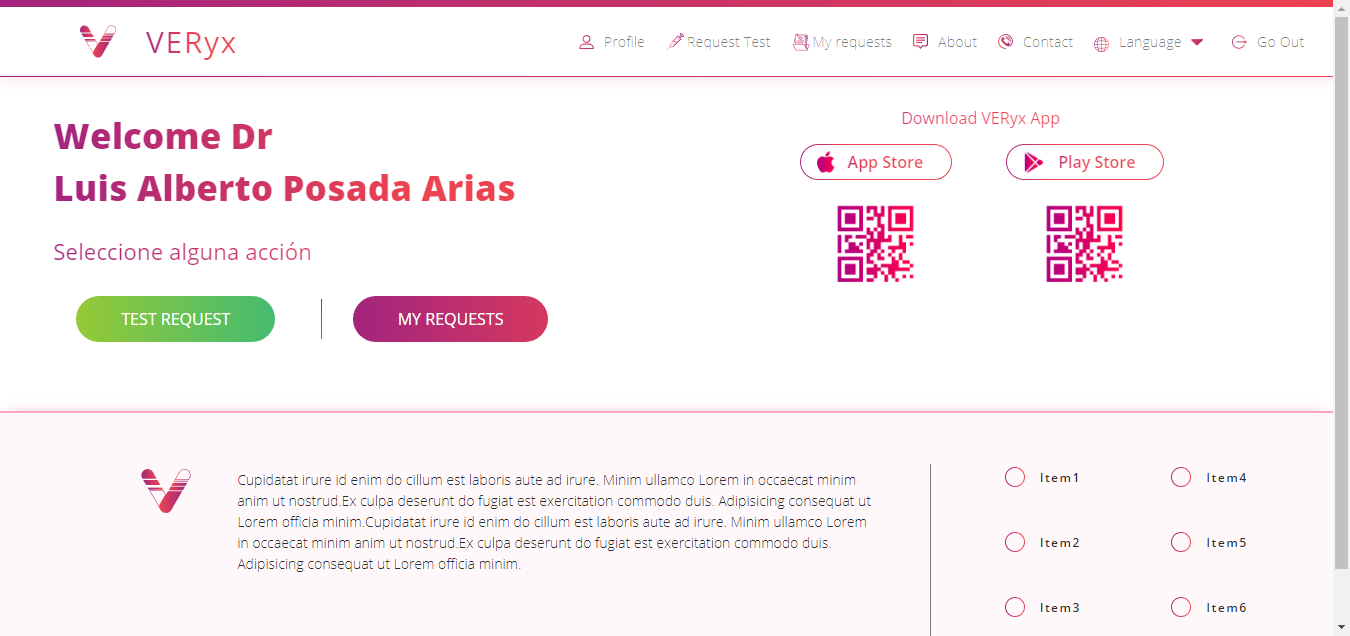 VERyx
Profile
Request Test
My requests
About
Contact
Language
Go Out
Welcome Dr
Luis Alberto Posada Arias
Seleccione alguna acción
TEST REQUEST
MY REQUESTS
Download VERyx App
App Store
Play Store
Cupidatat irure id enim do cillum est laboris aute ad irure. Minim ullamco Lorem in occaecat minim
anim ut nostrud.Ex culpa deserunt do fugiat est exercitation commodo duis. Adipisicing consequat ut
Lorem officia minim.Cupidatat irure id enim do cillum est laboris aute ad irure. Minim ullamco Lorem
in occaecat minim anim ut nostrud.Ex culpa deserunt do fugiat est exercitation commodo duis.
Adipisicing consequat ut Lorem officia minim.
Item1
Item4
Item2
Item5
Item3
Item6